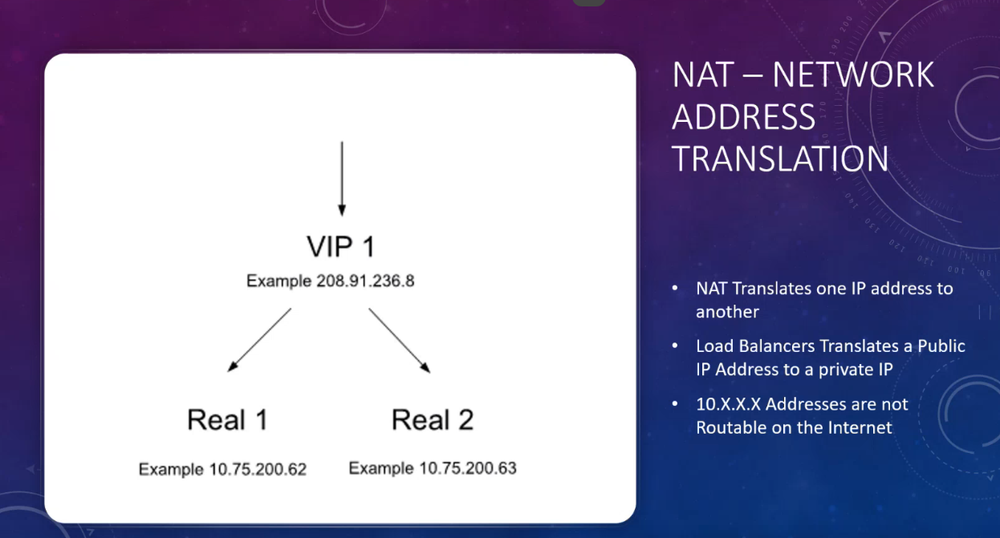 NAT – NETWORK
ADDRESS
TRANSLATION
VIP 1
Example 208.91.236.8
Real 1
Real 2
Example 10.75.200.62
Example 10.75.200.63
• NAT Translates one IP address to
another
• Load Balancers Translates a Public
IP Address to a private IP
• 10.X.X.X Addresses are not
Routable on the Internet